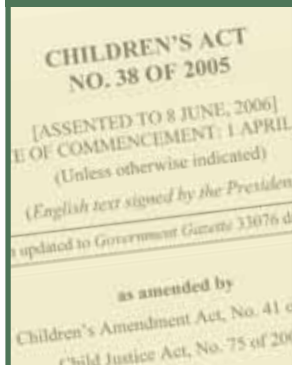 CHILDREN'S ACT
NO. 38 OF 2005
[ASSENTED TO 8 JUNE, 2006]
E OF COMMENCEMENT: 1 APRIL
(Unless otherwise indicated)
(English text signed by the Presiden
updated to Government Gazette 33076 d
as amended by
Children's Amendment Act, No. 41 o
Child Justice Act, No. 75 of 200